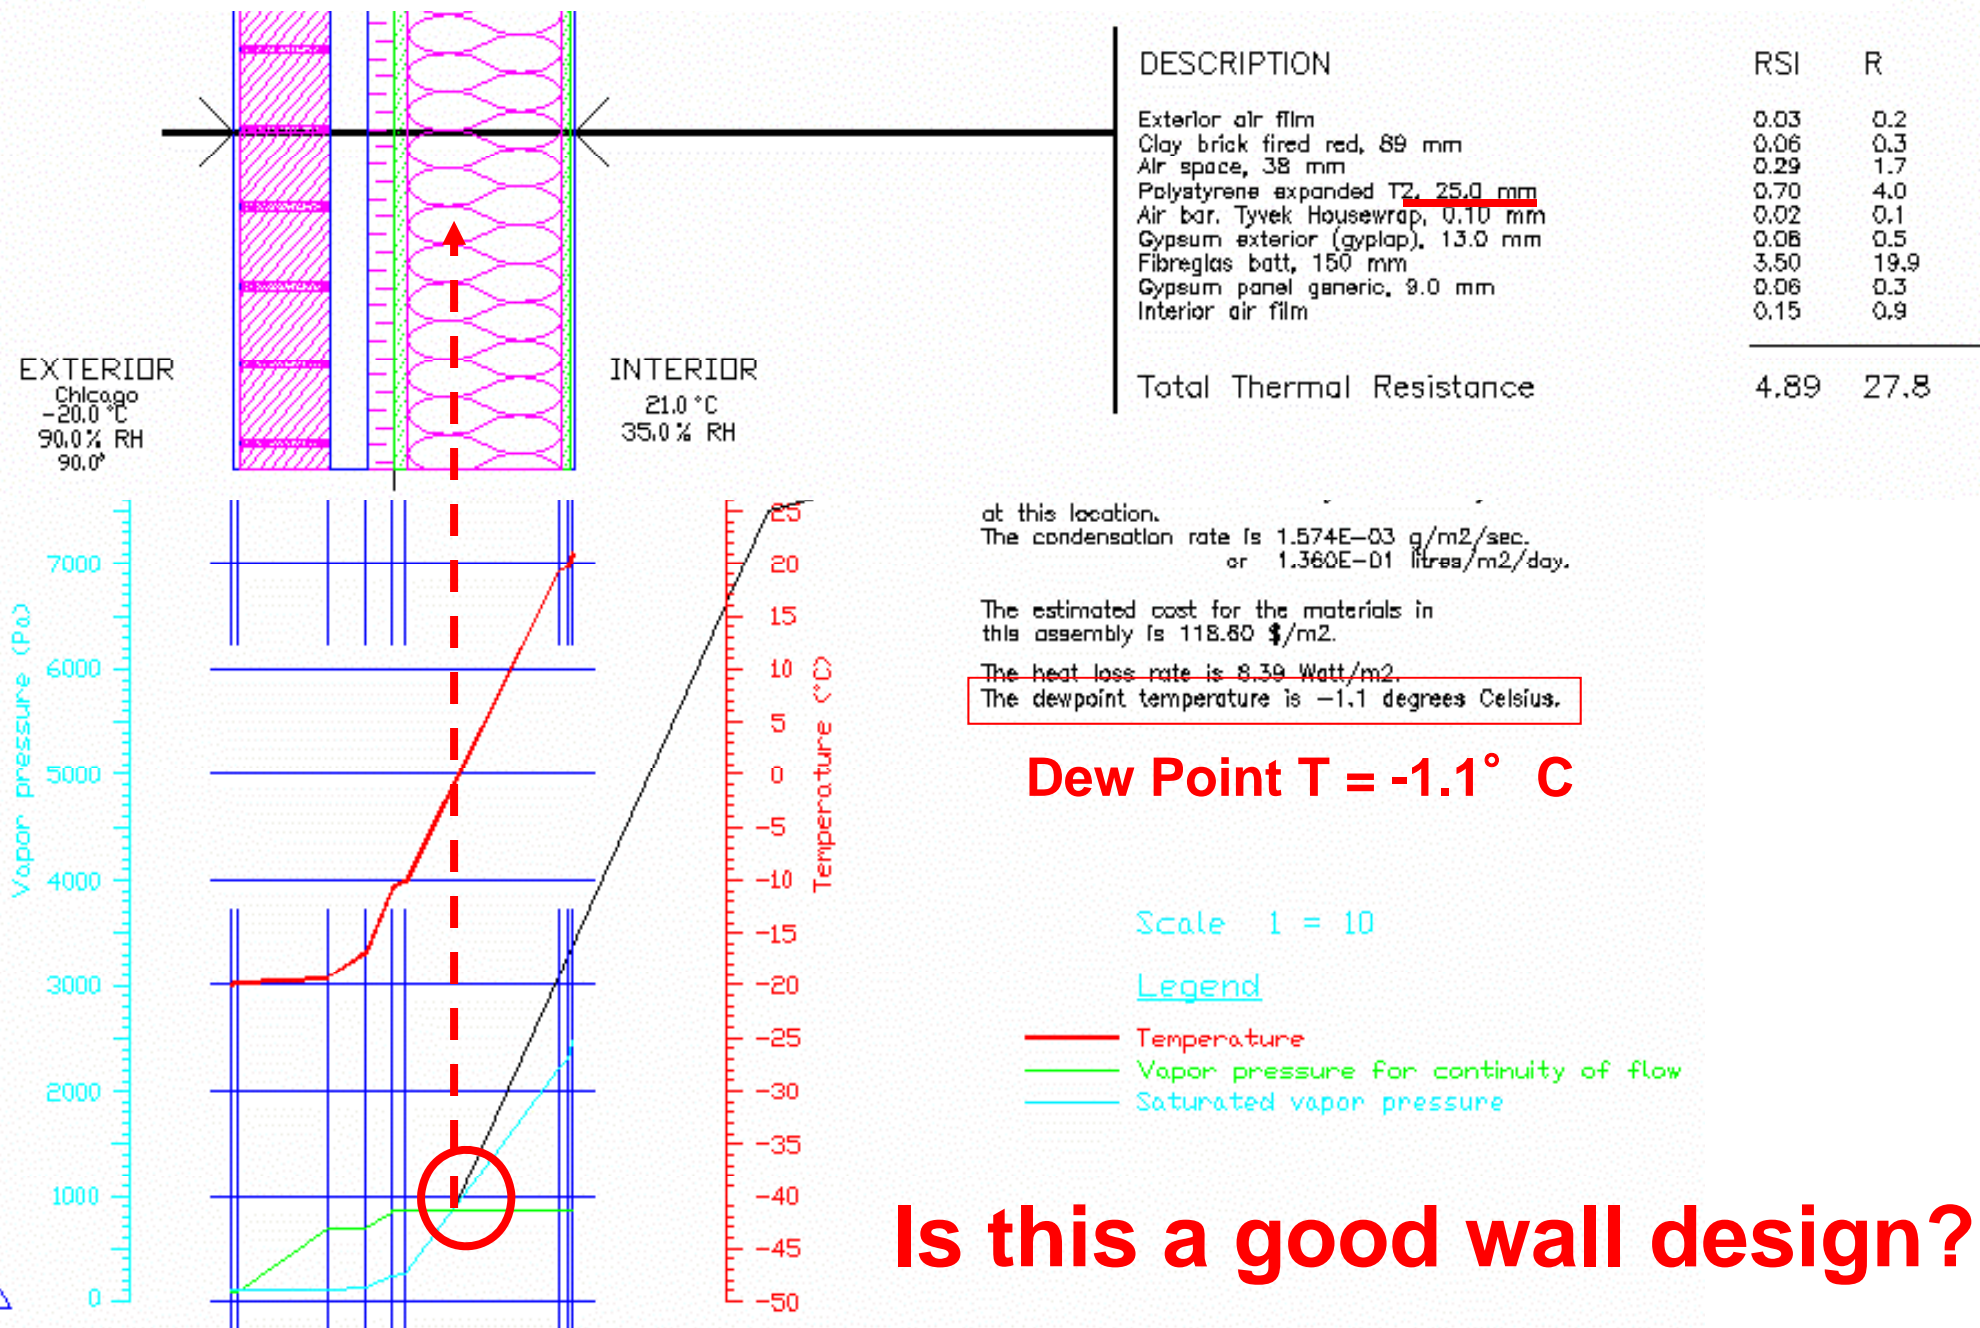 DESCRIPTION RSI R
Exterior air film 0.03 0.2
Clay brick fired red, 89 mm 0.06 0.3
Air space, 38 mm 0.29 1.7
Polystyrene expanded T2, 25.0 mm 0.70 4.0
Air bar. Tyvek Housewrap, 0.10 mm 0.02 0.1
Gypsum exterior (gyplap), 13.0 mm 0.08 0.5
Fibreglas batt, 150 mm 3.50 19.9
Gypsum panel generic, 9.0 mm 0.06 0.3
Interior air film 0.15 0.9
Total Thermal Resistance 4.89 27.8
EXTERIOR
Chicago
-20.0 °C
90.0% RH
90.0°
INTERIOR
21.0 °C
35.0% RH
Vapor pressure (Pa)
7000
6000
5000
4000
3000
2000
1000
0
Temperature (°C)
25
20
15
10
5
0
-5
-10
-15
-20
-25
-30
-35
-40
-45
-50
at this location.
The condensation rate is 1.574E-03 g/m2/sec.
or 1.360E-01 litres/m2/day.
The estimated cost for the materials in
this assembly is 118.60 $/m2.
The heat loss rate is 8.39 Watt/m2.
The dewpoint temperature is -1.1 degrees Celsius.
Dew Point T = -1.1° C
Scale 1 = 10
Legend
Temperature
Vapor pressure for continuity of flow
Saturated vapor pressure
Is this a good wall design?